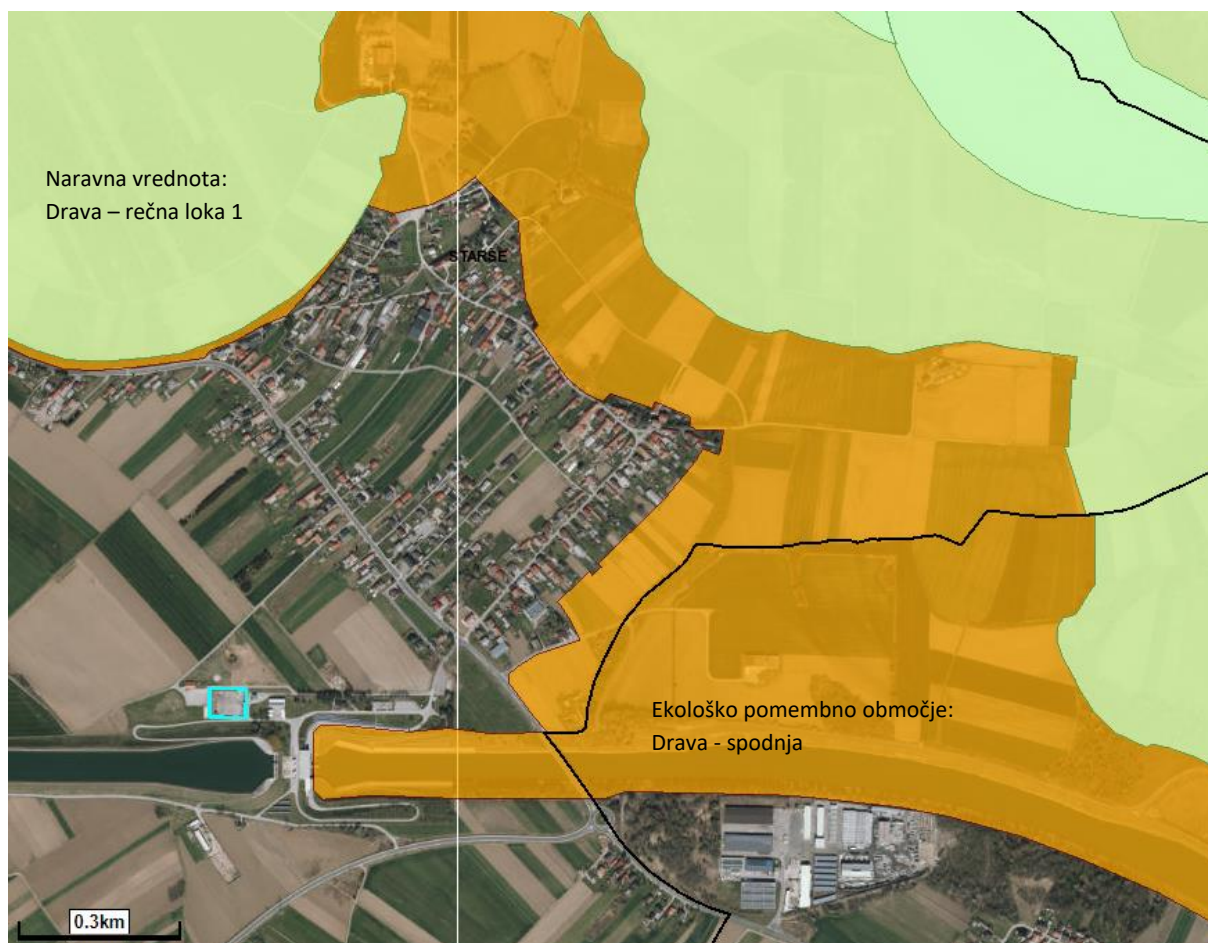 Naravna vrednota:
Drava – rečna loka 1
STARŠE
Ekološko pomembno območje:
Drava - spodnja
0.3km